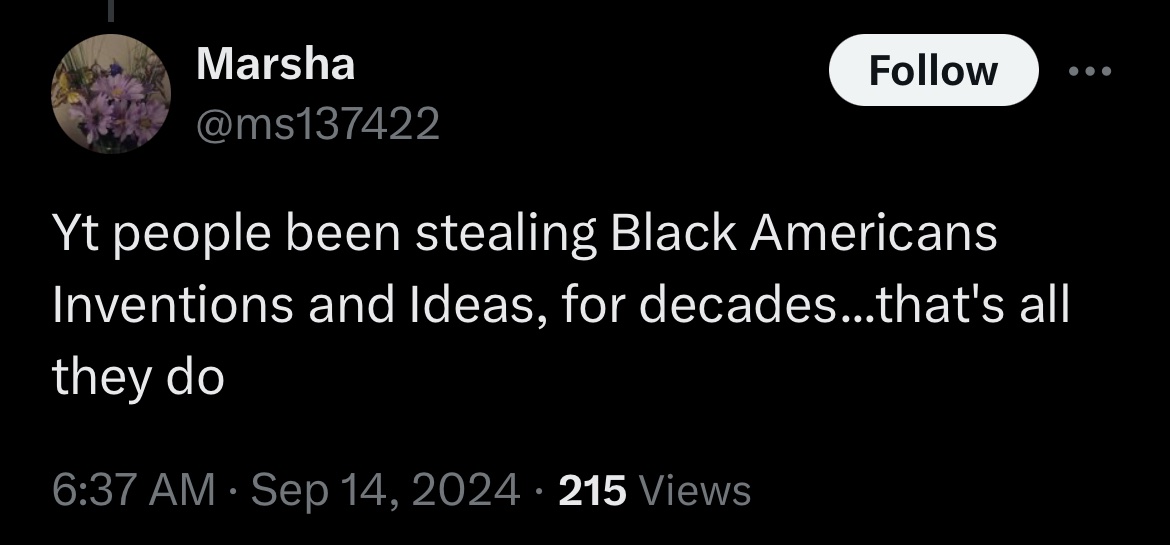 Marsha
Follow
@ms137422
Yt people been stealing Black Americans
Inventions and Ideas, for decades...that's all
they do
6:37 AM · Sep 14, 2024 · 215 Views